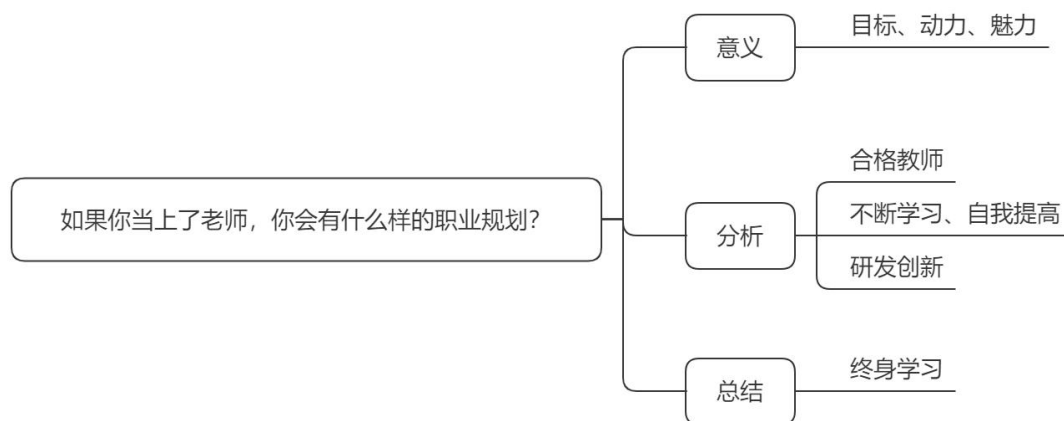 如果你当上了老师，你会有什么样的职业规划？
意义
目标、动力、魅力
分析
合格教师
不断学习、自我提高
研发创新
总结
终身学习